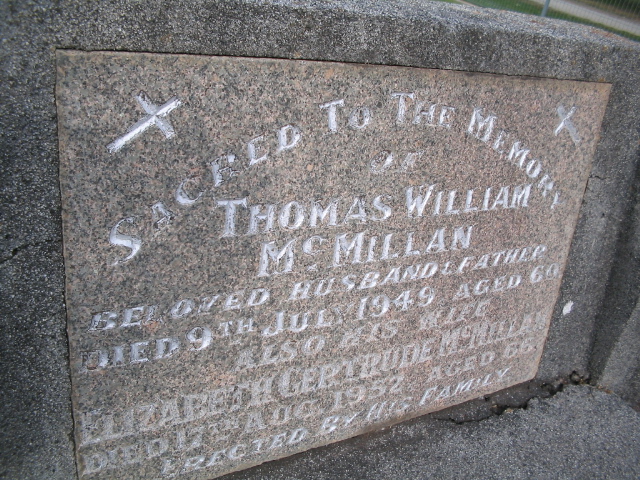 SACRED TO THE MEMORY
OF
THOMAS WILLIAM
McMILLAN
BELOVED HUSBAND & FATHER
DIED 9TH JULY 1949 AGED 60
ALSO HIS WIFE
ELIZABETH GERTRUDE McMILLAN
DIED 17TH AUG. 1952 AGED
ERECTED BY HIS FAMILY